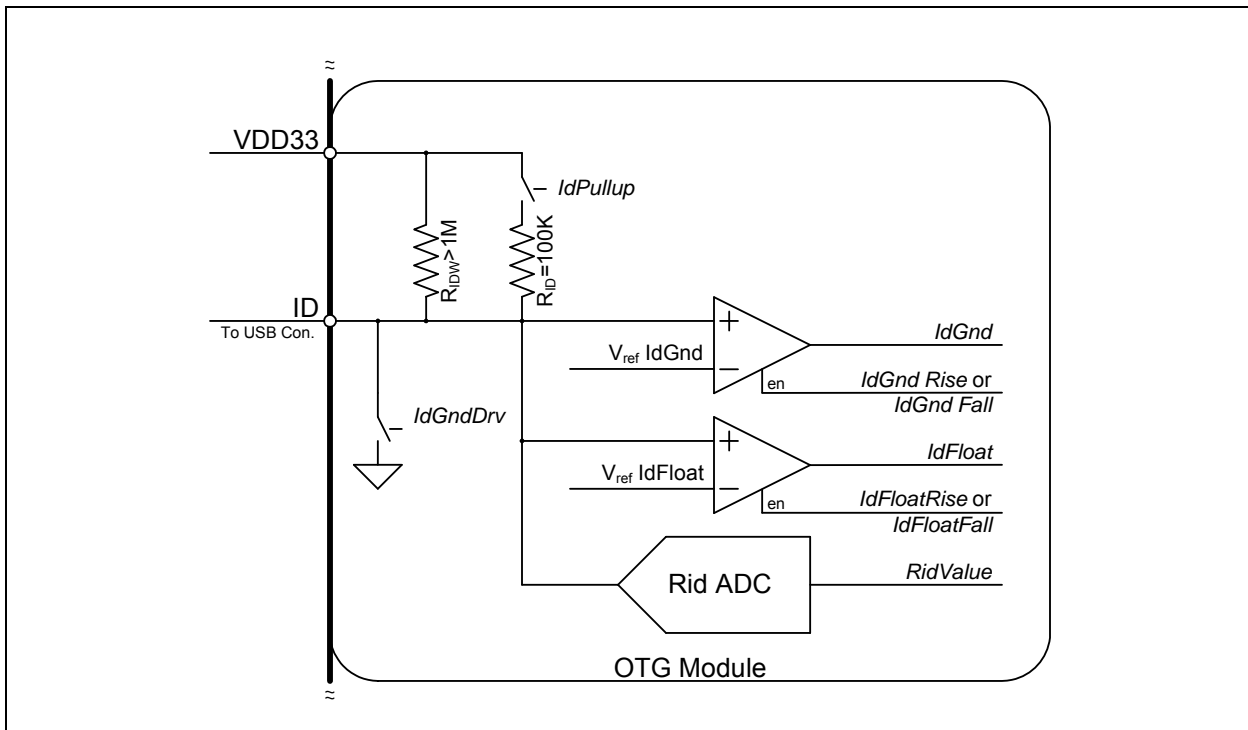 ≈
VDD33
IdPullup
RIDW>1M
RID=100K
ID
To USB Con.
IdGnd
Vref IdGnd
en
IdGnd Rise or
IdGnd Fall
IdGndDrv
IdFloat
Vref IdFloat
en
IdFloatRise or
IdFloatFall
Rid ADC
RidValue
OTG Module
≈